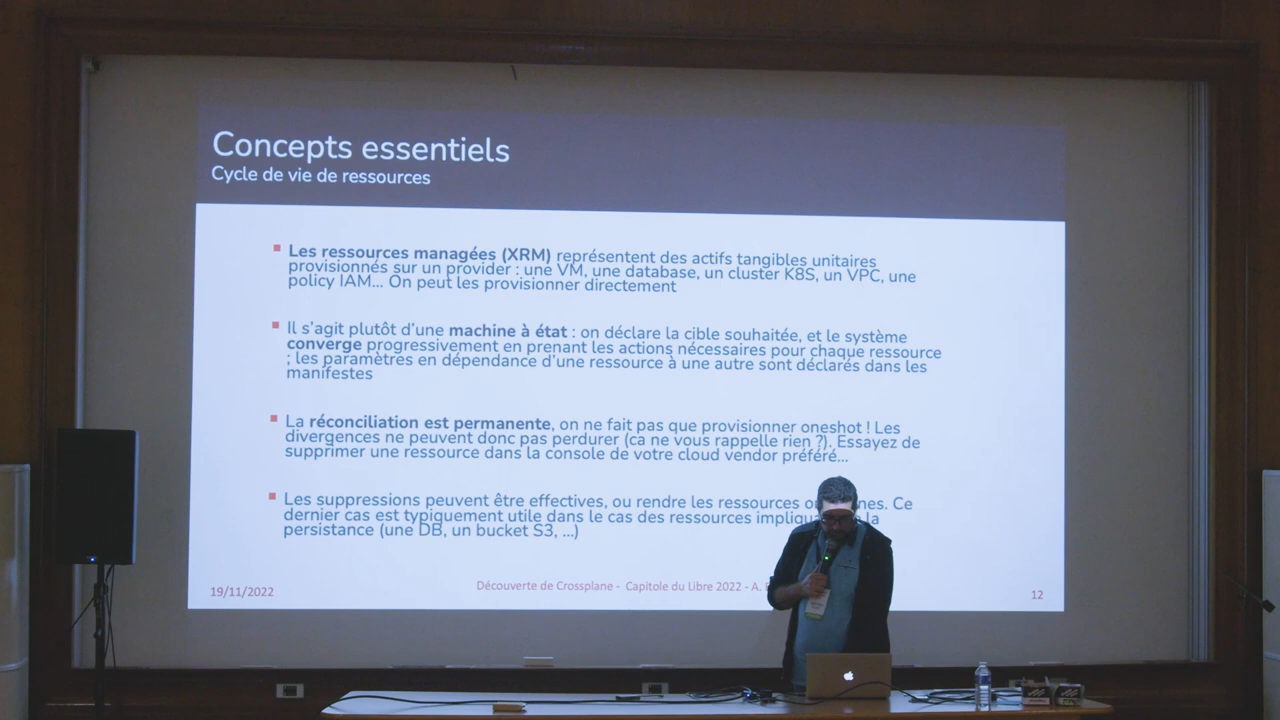 Concepts essentiels
Cycle de vie de ressources
Les ressources managées (XRM) représentent des actifs tangibles unitaires
provisionnés sur un provider : une VM, une database, un cluster K8S, un VPC, une
policy IAM... On peut les provisionner directement
Il s'agit plutôt d'une machine à état : on déclare la cible souhaitée, et le système
converge progressivement en prenant les actions nécessaires pour chaque ressource
; les paramètres en dépendance d'une ressource à une autre sont déclarés dans les
manifestes
La réconciliation est permanente, on ne fait pas que provisionner oneshot ! Les
divergences ne peuvent donc pas perdurer (ca ne vous rappelle rien ?). Essayez de
supprimer une ressource dans la console de votre cloud vendor préféré...
Les suppressions peuvent être effectives, ou rendre les ressources Ce
dernier cas est typiquement utile dans le cas des ressources la
persistance (une DB, un bucket S3, ...)
19/11/2022
Découverte de Crossplane - Capitole du Libre 2022 - A.
12